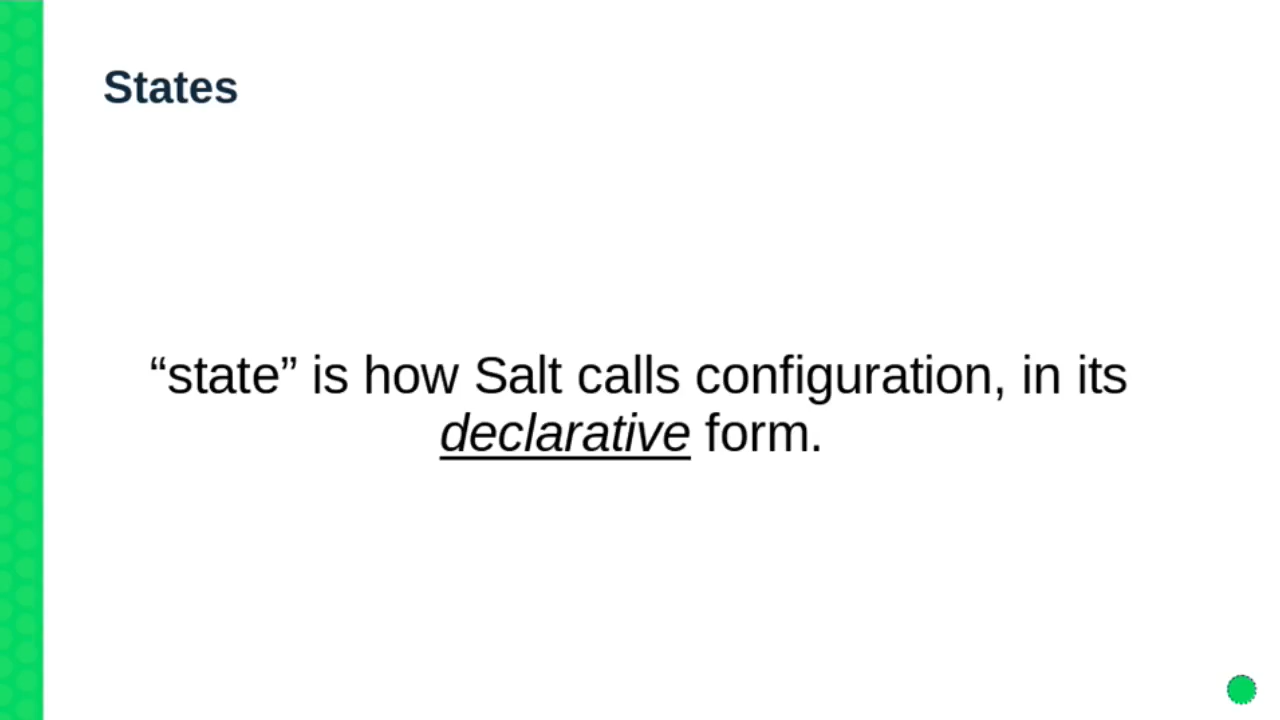 States
“state” is how Salt calls configuration, in its
declarative form.